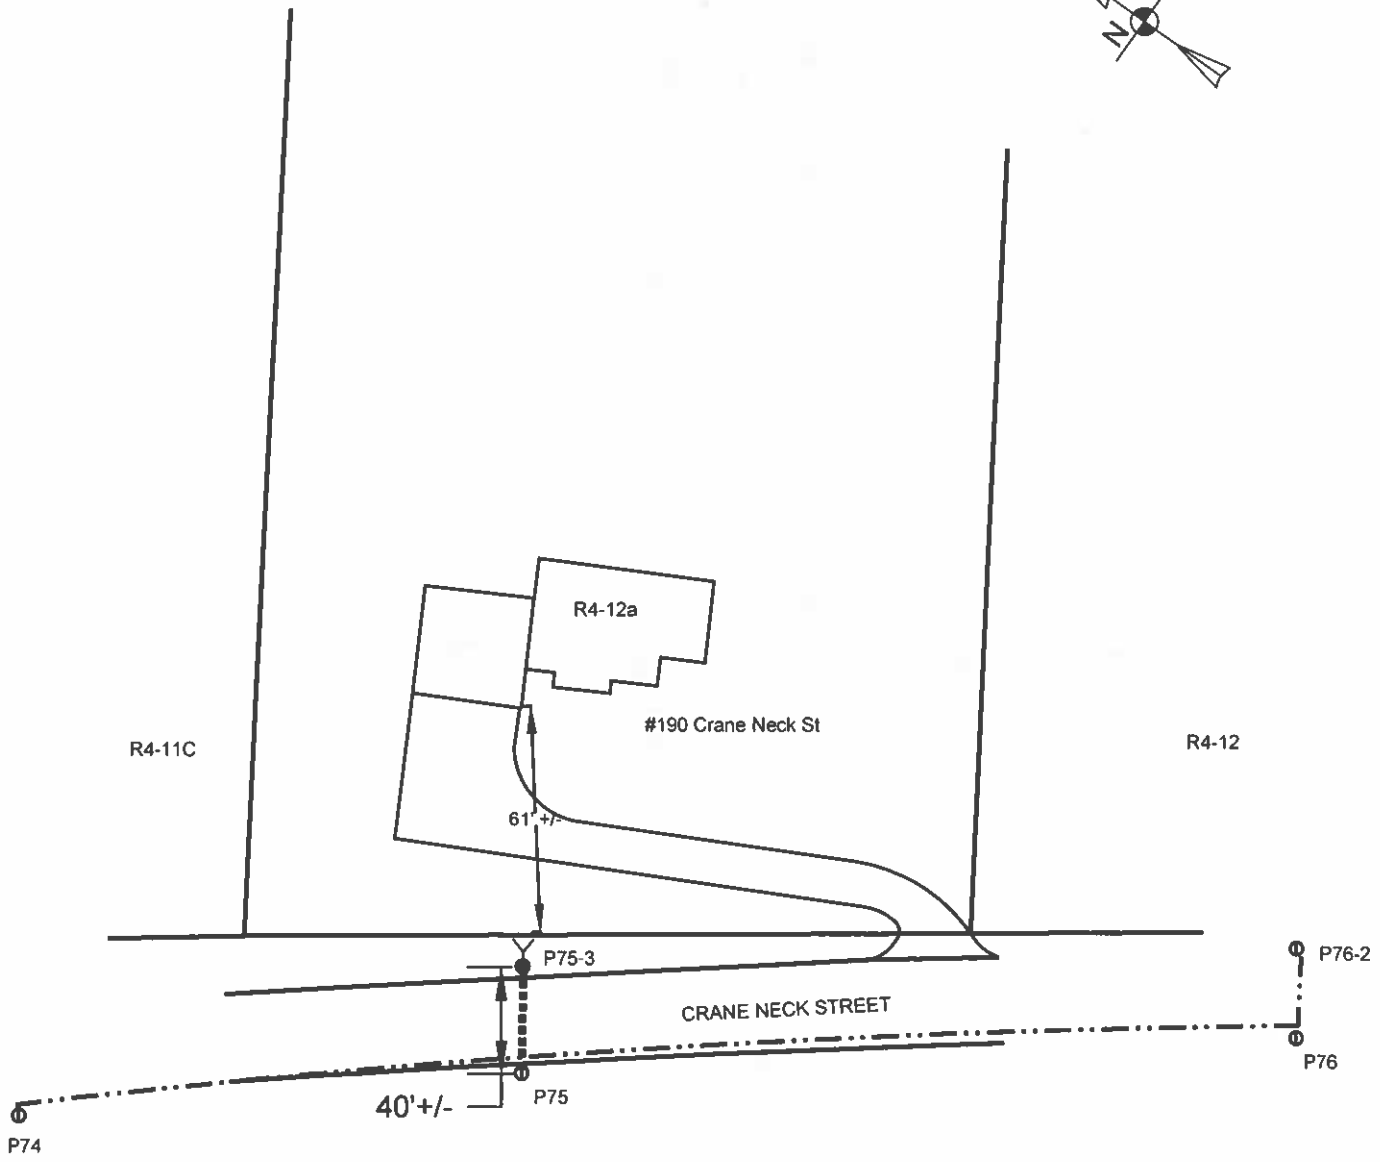 N
R4-12a
#190 Crane Neck St
R4-11C
R4-12
61' +/-
P75-3
P76-2
CRANE NECK STREET
P76
P75
40'+/-
P74